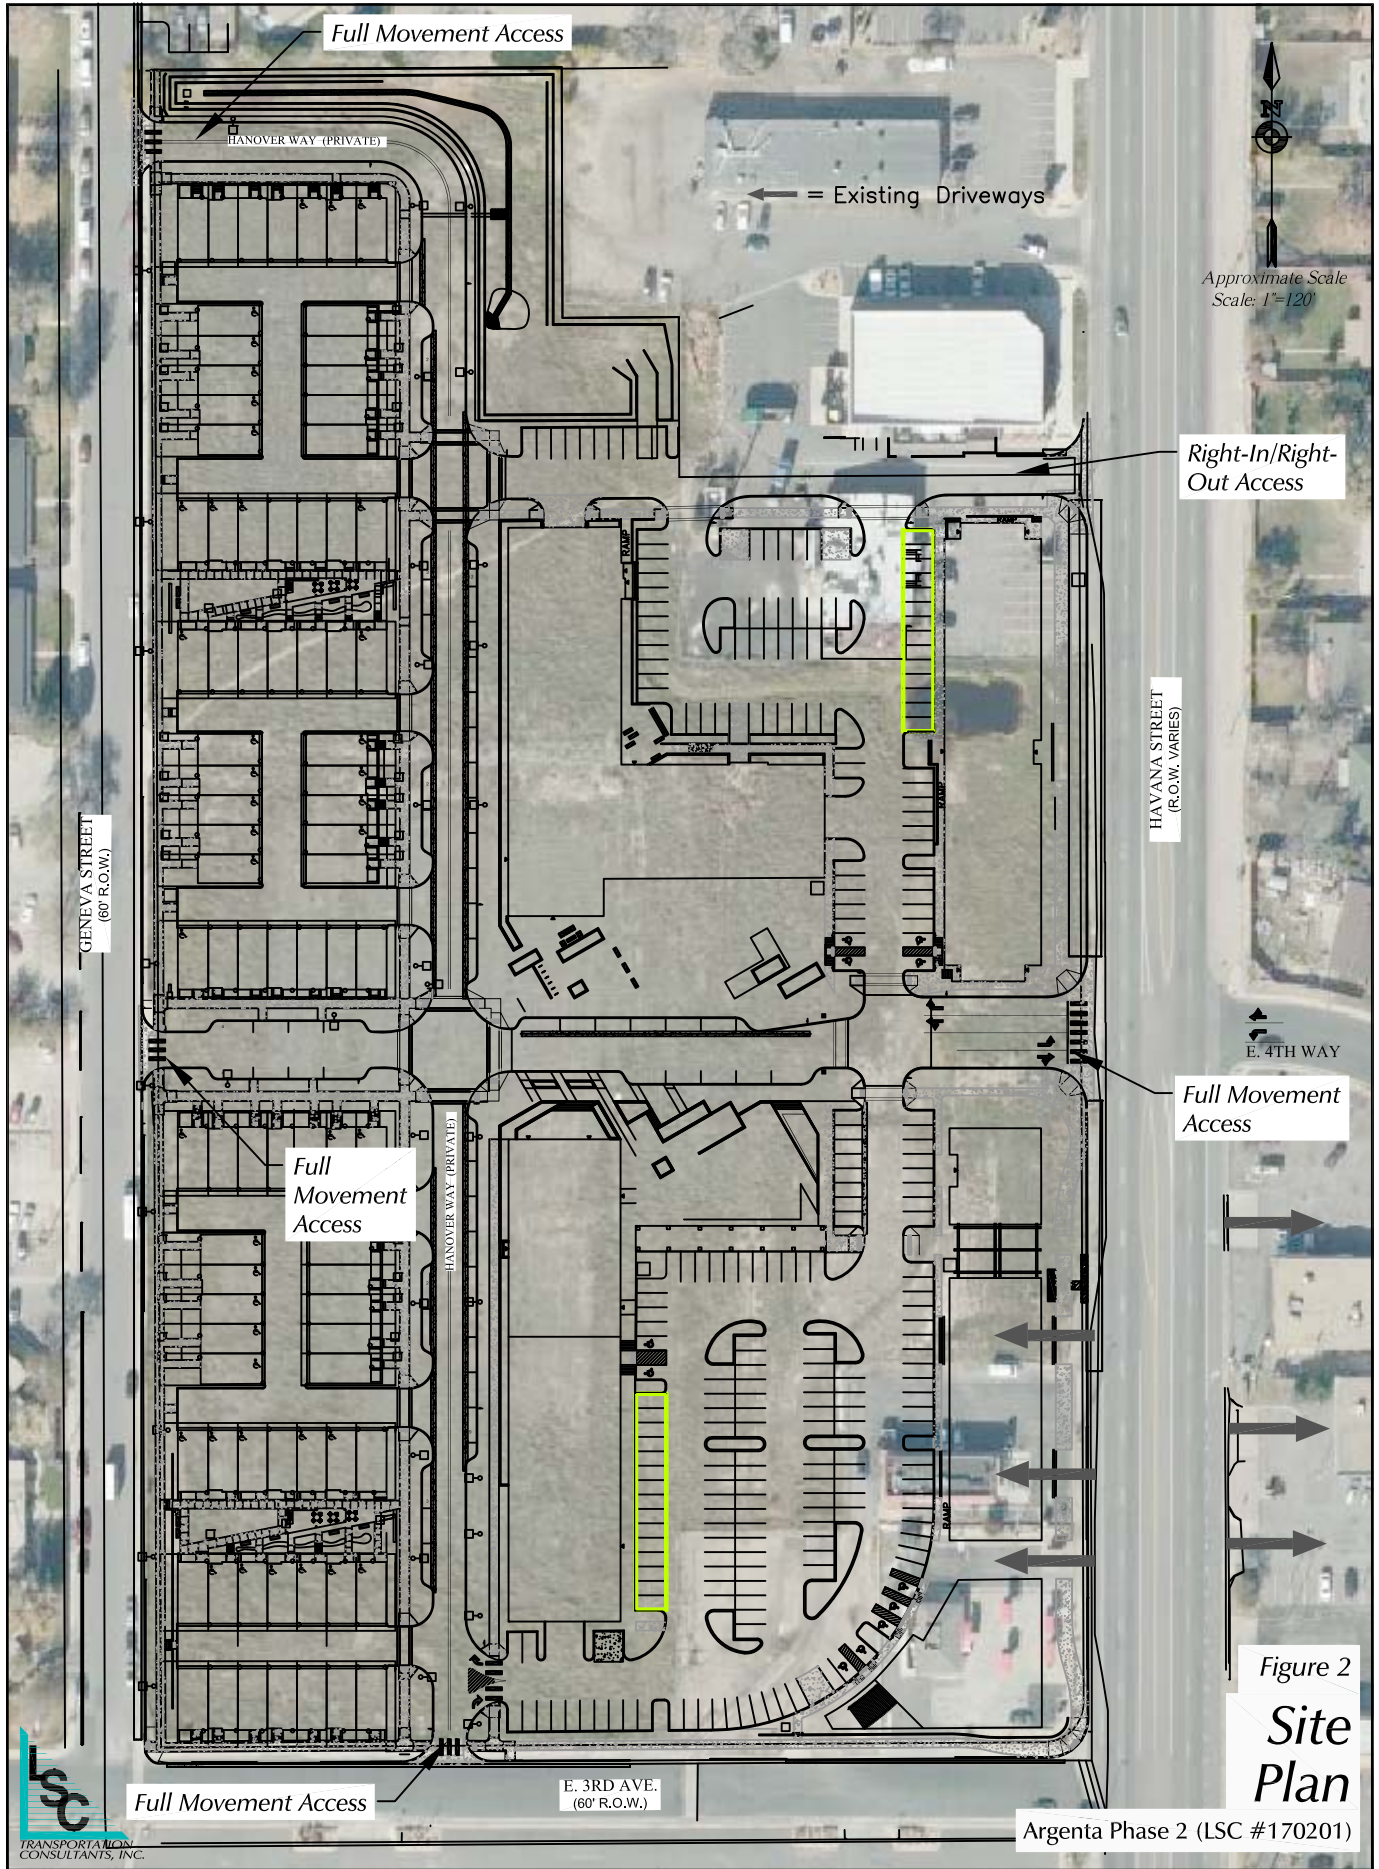 Full Movement Access
HANOVER WAY (PRIVATE)
= Existing Driveways
N
Approximate Scale
Scale: 1"=120'
Right-In/Right-
Out Access
RAMP
RAMP
HAVANA STREET
(R.O.W. VARIES)
RAMP
GENEVA STREET
(60' R.O.W.)
E. 4TH WAY
Full Movement
Access
Full
Movement
Access
HANOVER WAY (PRIVATE)
RAMP
Full Movement Access
E. 3RD AVE.
(60' R.O.W.)
Figure 2
Site
Plan
Argenta Phase 2 (LSC #170201)
LSC
TRANSPORTATION
CONSULTANTS, INC.